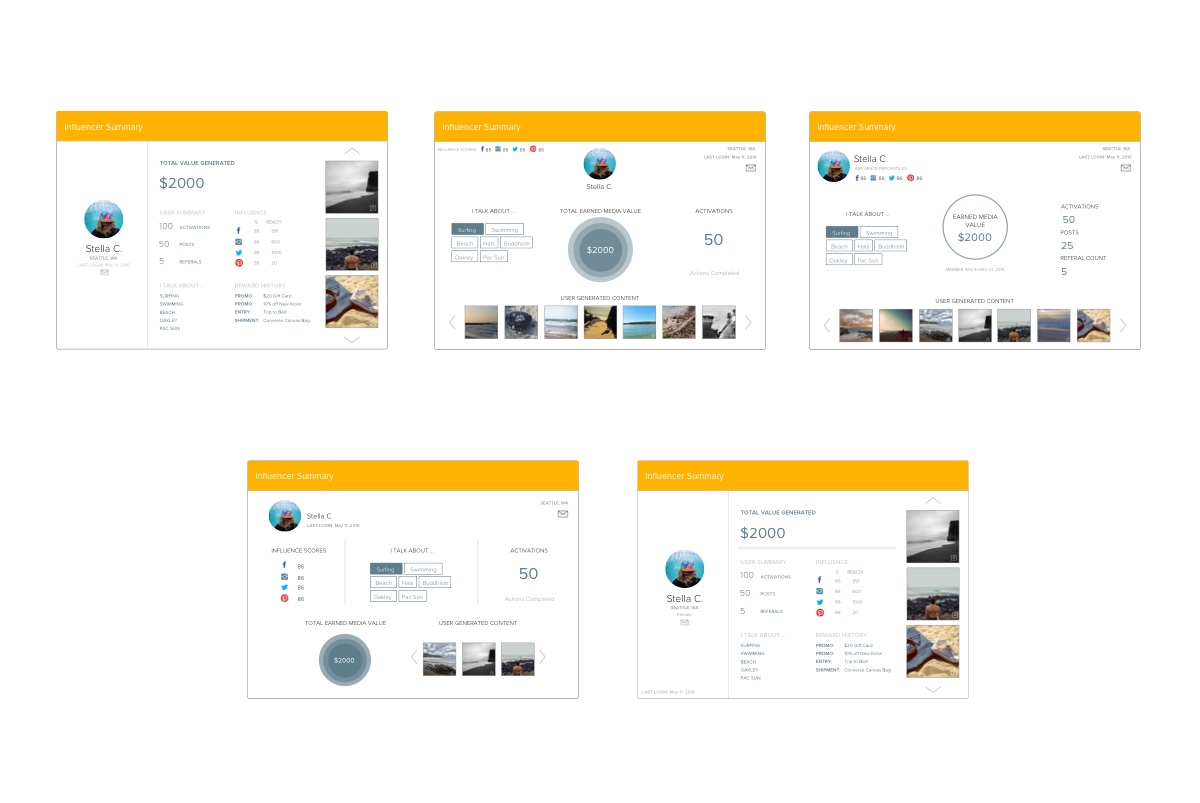 Influencer Summary
TOTAL VALUE GENERATED
$2000
USER SUMMARY INFLUENCE
% REACH
100 ACTIVATIONS
86 991
86 600
50 POSTS
86 1000
5 REFERALS
86 20
Stella C.
SEATTLE, WA
LAST LOGIN: May 11, 2015
I TALK ABOUT ... REWARD HISTORY
SURFING PROMO: $20 Gift Card
SWIMMING PROMO: 10% off New Kicks
BEACH ENTRY: Trip to Bali!
OAKLEY SHIPMENT: Converse Canvas Bag
PAC SUN
Influencer Summary
INFLUENCE SCORES 86 86 86 86
SEATTLE, WA
LAST LOGIN: May 11, 2015
Stella C.
I TALK ABOUT ... TOTAL EARNED MEDIA VALUE ACTIVATIONS
Surfing Swimming
Beach Hats Buddhism
Oakley Pac Sun
$2000
50
Actions Completed
USER GENERATED CONTENT
Influencer Summary
SEATTLE, WA
LAST LOGIN: May 11, 2015
Stella C.
INFLUENCE PERCENTILES
86 86 86 86
I TALK ABOUT ...
Surfing Swimming
Beach Hats Buddhism
Oakley Pac Sun
EARNED MEDIA
VALUE
$2000
MEMBER SINCE MAY
ACTIVATIONS
50
POSTS
25
REFERAL COUNT
5
USER GENERATED CONTENT
Influencer Summary
Stella C.
LAST LOGIN: May 11, 2015
SEATTLE, WA
INFLUENCE SCORES I TALK ABOUT ... ACTIVATIONS
86
86
86
86
Surfing Swimming
Beach Hats Buddhism
Oakley Pac Sun
50
Actions Completed
TOTAL EARNED MEDIA VALUE USER GENERATED CONTENT
$2000
Influencer Summary
TOTAL VALUE GENERATED
$2000
USER SUMMARY INFLUENCE
% REACH
100 ACTIVATIONS
86 991
86 600
50 POSTS
86 1000
5 REFERALS
86 20
Stella C.
SEATTLE, WA
Female
I TALK ABOUT ... REWARD HISTORY
SURFING PROMO: $20 Gift Card
SWIMMING PROMO: 10% off New Kicks
BEACH ENTRY: Trip to Bali!
OAKLEY SHIPMENT: Converse Canvas Bag
PAC SUN
LAST LOGIN: May 11, 2015